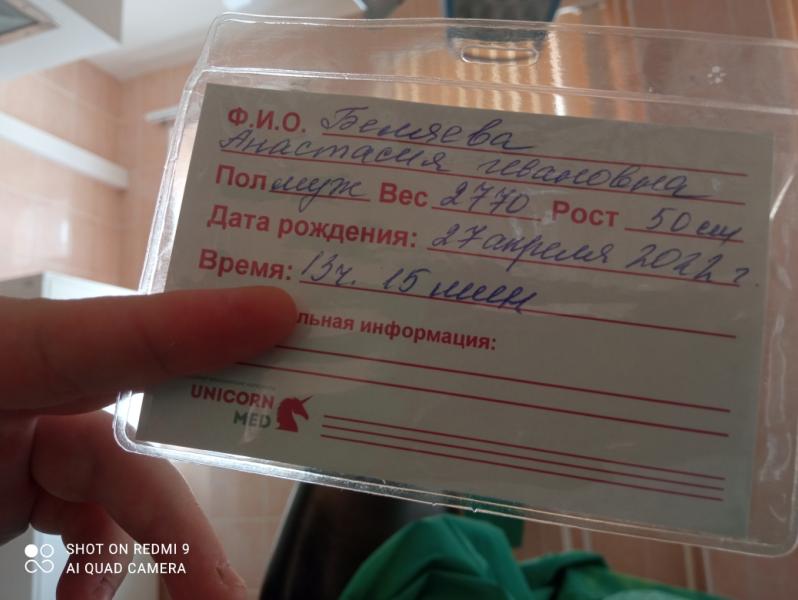 Ф.И.О. Беляева
Анастасия Ивановна
Пол муж Вес 2770 Рост 50 см
Дата рождения: 27 апреля 2022 г.
Время: 13ч. 15 мин
льная информация:
UNICORN
MED
SHOT ON REDMI 9
AI QUAD CAMERA